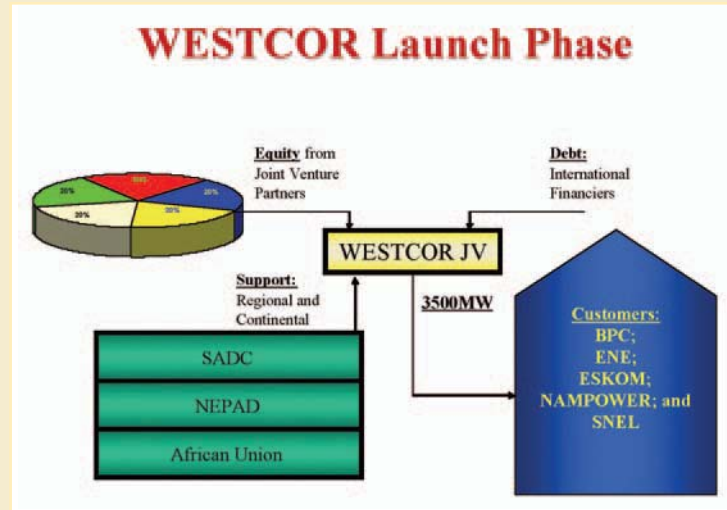 WESTCOR Launch Phase
Equity from
Joint Venture
Partners
Debt:
International
Financiers
20%
20%
20%
20%
WESTCOR JV
Support:
Regional and
Continental
3500MW
SADC
NEPAD
African Union
Customers:
BPC;
ENE;
ESKOM;
NAMPOWER; and
SNEL